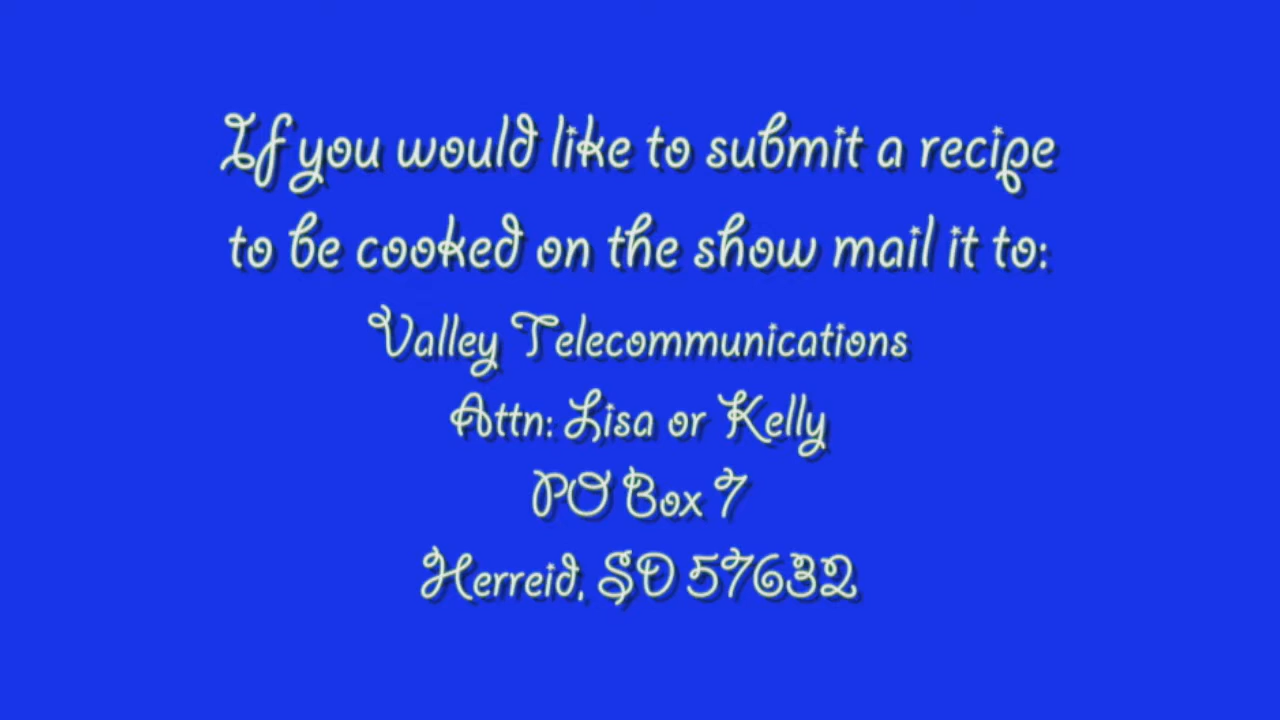 If you would like to submit a recipe
to be cooked on the show mail it to:
Valley Telecommunications
Attn: Lisa or Kelly
PO Box 7
Herreid, SD 57632